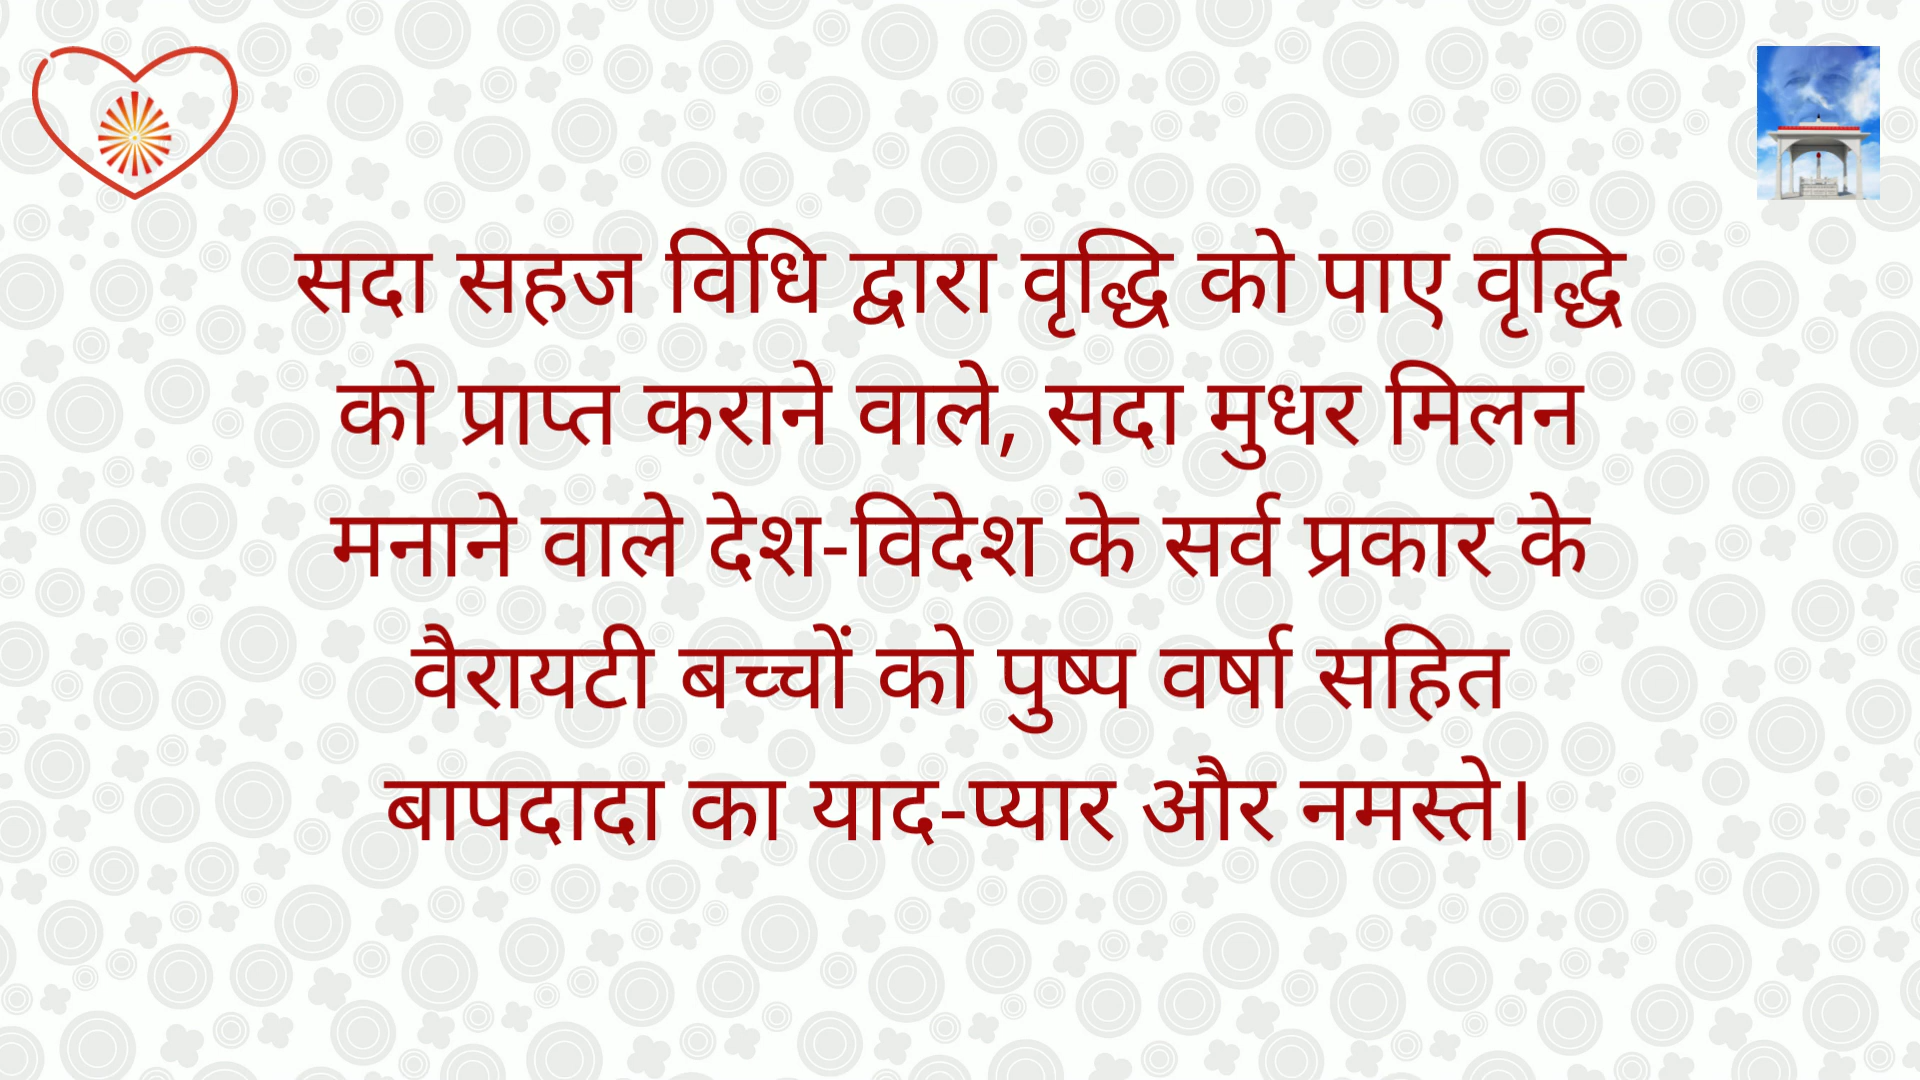 सदा सहज विधि द्वारा वृद्धि को पाए वृद्धि
को प्राप्त कराने वाले, सदा मुधर मिलन
मनाने वाले देश-विदेश के सर्व प्रकार के
वैरायटी बच्चों को पुष्प वर्षा सहित
बापदादा का याद-प्यार और नमस्ते।